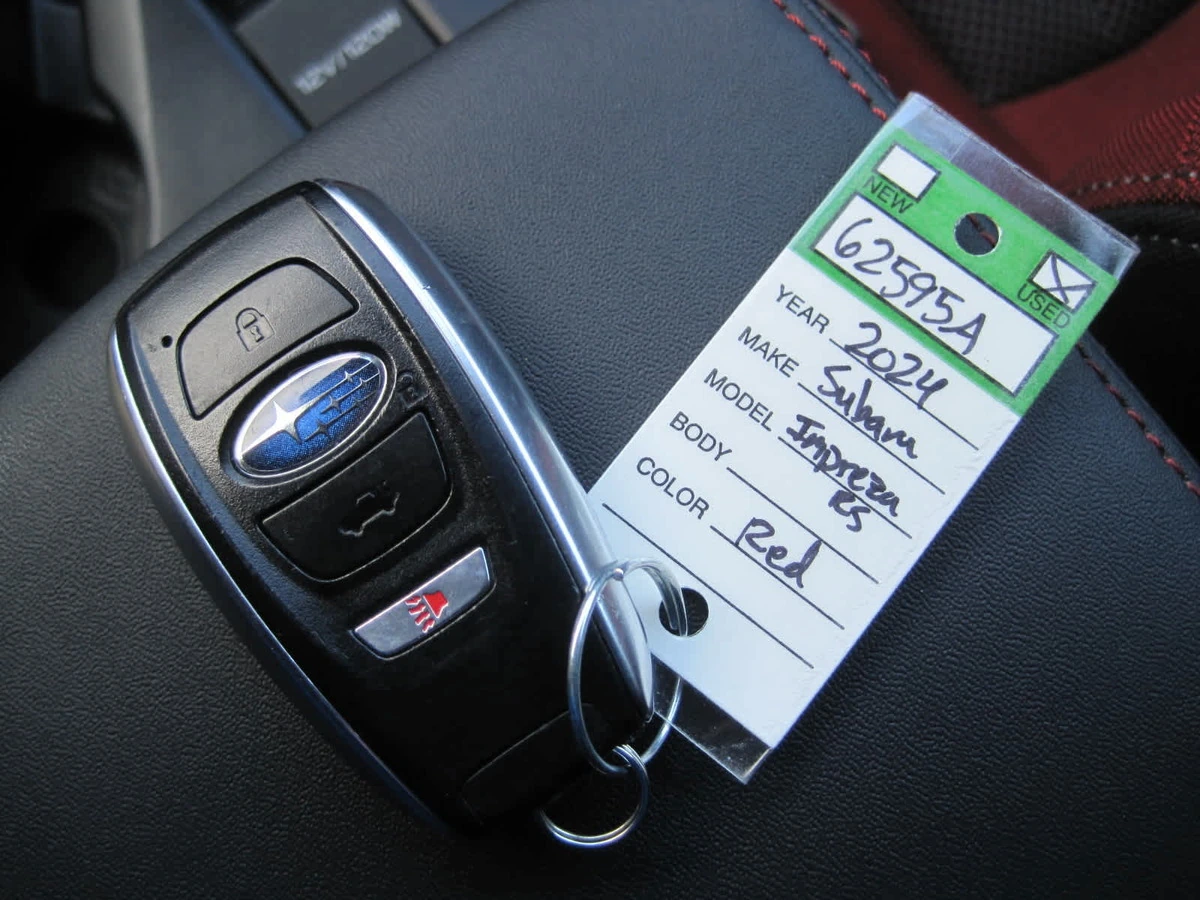 12V/120W
NEW
USED
62595A
YEAR 2024
MAKE Subaru
MODEL Impreza
RS
BODY
COLOR Red